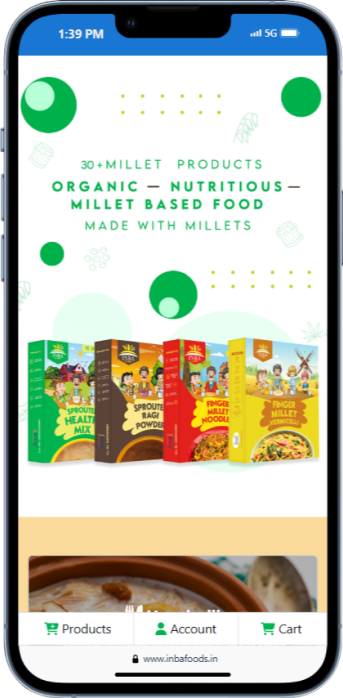 1:39 PM
5G
30+MILLET PRODUCTS
ORGANIC — NUTRITIOUS —
MILLET BASED FOOD
MADE WITH MILLETS
SPROUTED
HEALTH
MIX
SPROUTED
RAGI
POWDER
FINGER
MILLET
NOODLES
FINGER
MILLET
VERMICELLI
Products
Account
Cart
www.inbafoods.in